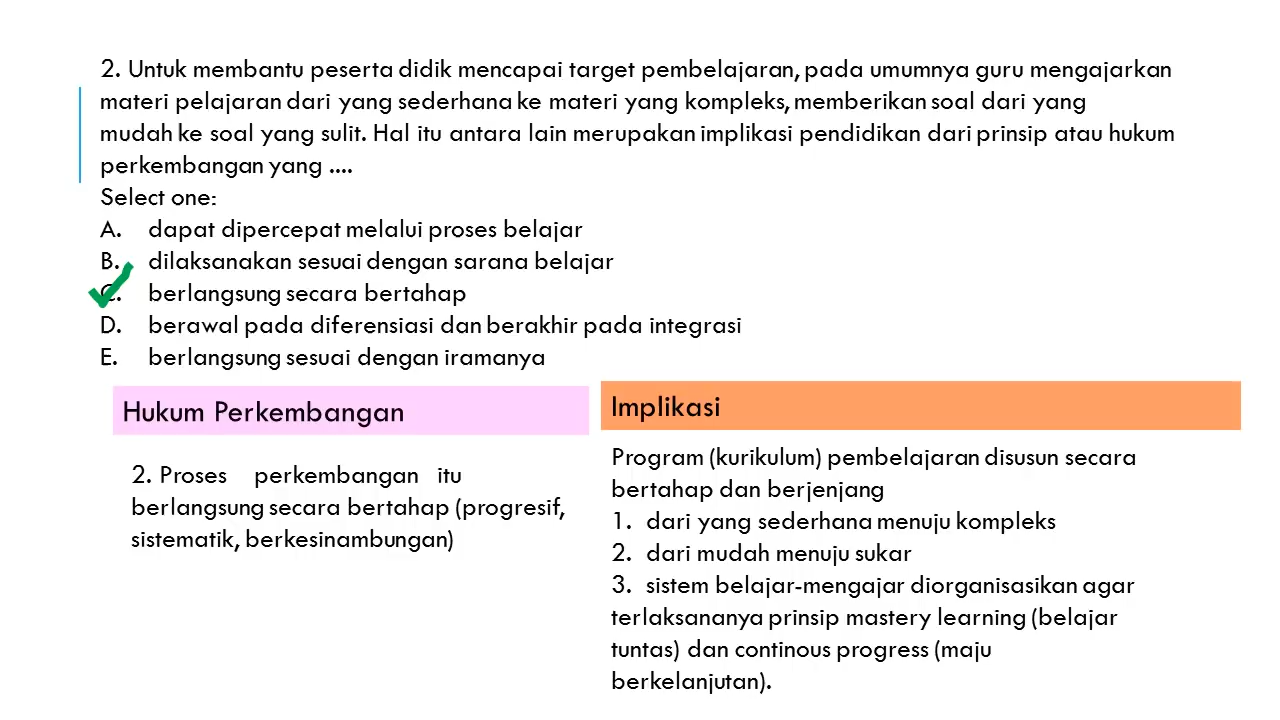 2. Untuk membantu peserta didik mencapai target pembelajaran, pada umumnya guru mengajarkan
materi pelajaran dari yang sederhana ke materi yang kompleks, memberikan soal dari yang
mudah ke soal yang sulit. Hal itu antara lain merupakan implikasi pendidikan dari prinsip atau hukum
perkembangan yang ....
Select one:
A. dapat dipercepat melalui proses belajar
B. dilaksanakan sesuai dengan sarana belajar
C. berlangsung secara bertahap
D. berawal pada diferensiasi dan berakhir pada integrasi
E. berlangsung sesuai dengan iramanya
Hukum Perkembangan
2. Proses perkembangan itu
berlangsung secara bertahap (progresif,
sistematik, berkesinambungan)
Implikasi
Program (kurikulum) pembelajaran disusun secara
bertahap dan berjenjang
1. dari yang sederhana menuju kompleks
2. dari mudah menuju sukar
3. sistem belajar-mengajar diorganisasikan agar
terlaksananya prinsip mastery learning (belajar
tuntas) dan continous progress (maju
berkelanjutan).